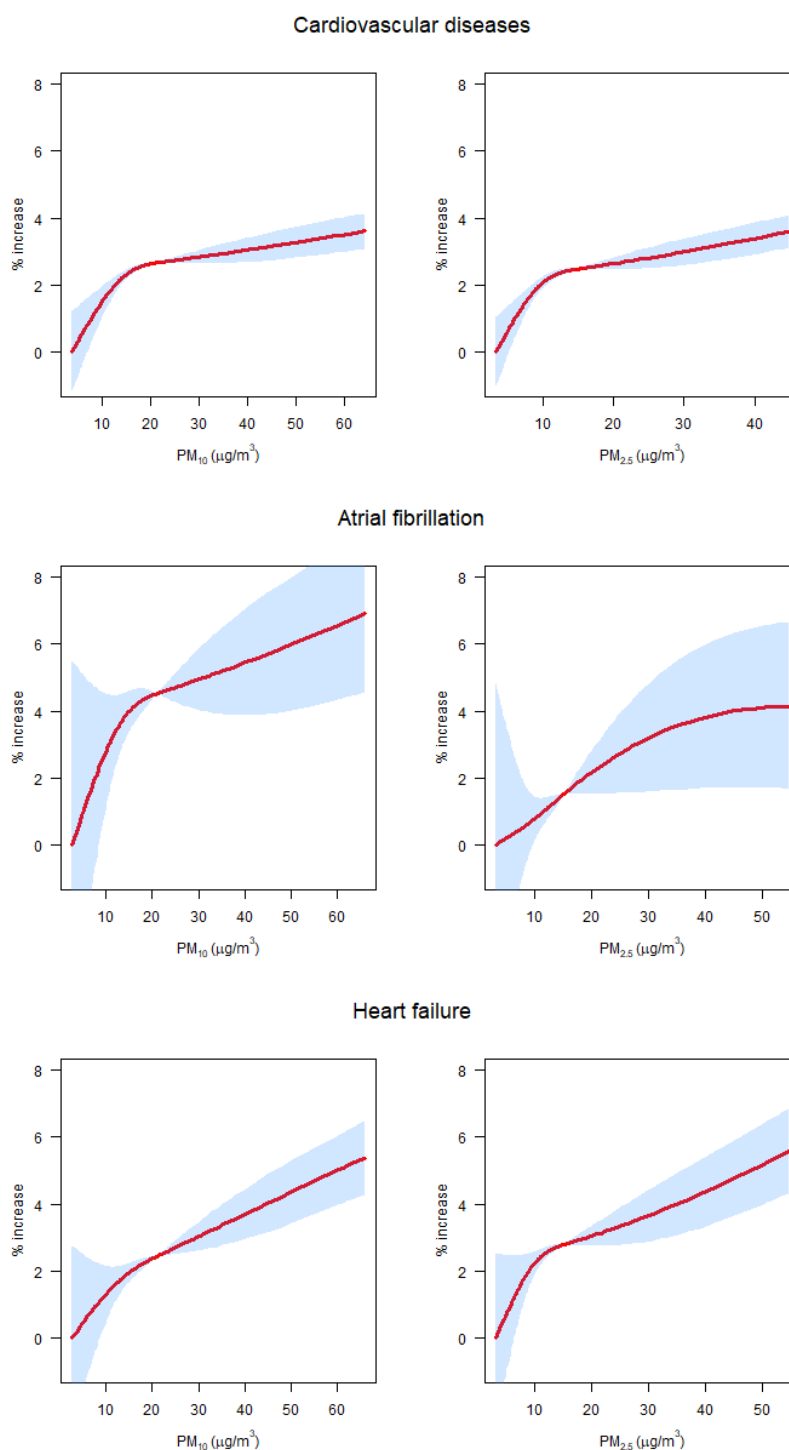 Cardiovascular diseases
8
6
4
2
0
% increase
10 20 30 40 50 60
PM₁₀ (μg/m³)
8
6
4
2
0
% increase
10 20 30 40
PM₂.₅ (μg/m³)
Atrial fibrillation
8
6
4
2
0
% increase
10 20 30 40 50 60
PM₁₀ (μg/m³)
8
6
4
2
0
% increase
10 20 30 40 50
PM₂.₅ (μg/m³)
Heart failure
8
6
4
2
0
% increase
10 20 30 40 50 60
PM₁₀ (μg/m³)
8
6
4
2
0
% increase
10 20 30 40 50
PM₂.₅ (μg/m³)